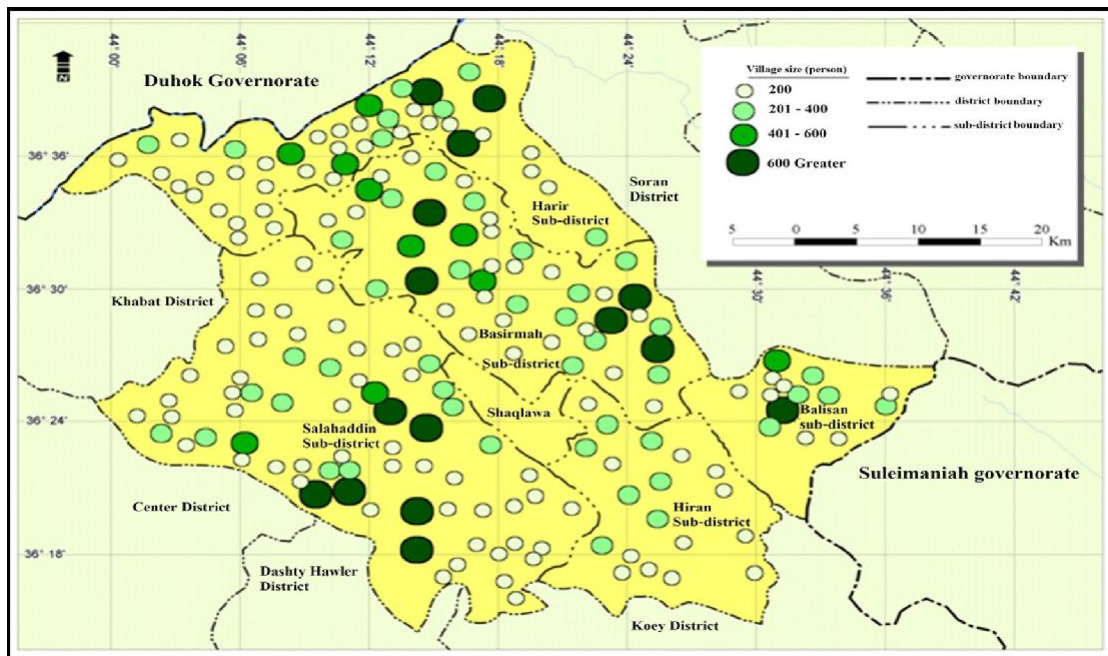 44° 00'
44° 06'
44° 12'
44° 18'
44° 24'
N
Duhok Governorate
Village size (person)
200
201 - 400
401 - 600
600 Greater
governorate boundary
district boundary
sub-district boundary
5 0 5 10 15 20
Km
36° 36'
Soran
District
Harir
Sub-district
36° 30'
Khabat District
44° 30'
44° 36'
44° 42'
Basirmah
Sub-district
36° 24'
Shaqlawa
Salahaddin
Sub-district
Balisan
sub-district
Suleimaniah governorate
Center District
Hiran
Sub-district
36° 18'
Dashty Hawler
District
Koey District